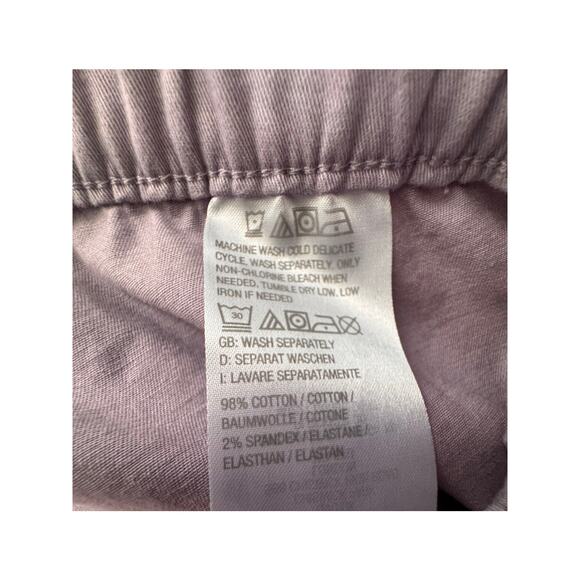 MACHINE WASH COLD DELICATE
CYCLE, WASH SEPARATELY. ONLY
NON-CHLORINE BLEACH WHEN
NEEDED, TUMBLE DRY LOW, LOW
IRON IF NEEDED
30
GB: WASH SEPARATELY
D: SEPARAT WASCHEN
I: LAVARE SEPARATAMENTE
98% COTTON / COTTON /
BAUMWOLLE / COTONE
2% SPANDEX / ELASTANE /
ELASTHAN / ELASTAN